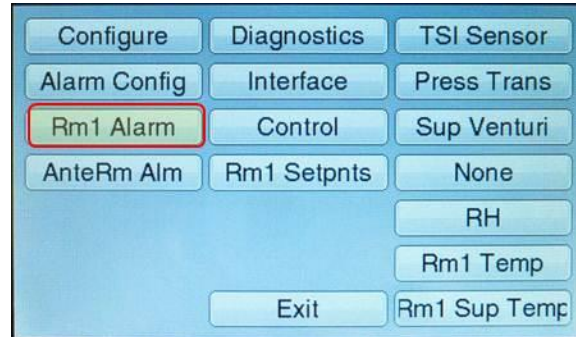 Configure Diagnostics TSI Sensor
Alarm Config Interface Press Trans
Rm1 Alarm Control Sup Venturi
AnteRm Alm Rm1 Setpnts None
RH
Rm1 Temp
Exit Rm1 Sup Temp